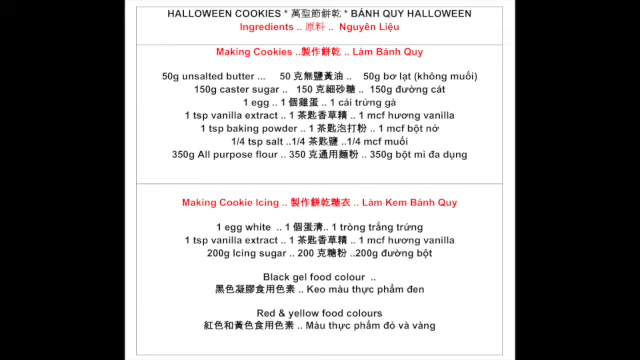 HALLOWEEN COOKIES * 萬聖節餅乾 * BÁNH QUY HALLOWEEN
Ingredients .. 原料 .. Nguyên Liệu
Making Cookies ..製作餅乾 .. Làm Bánh Quy
50g unsalted butter ... 50 克無鹽黃油 .. 50g bơ lạt (không muối)
150g caster sugar .. 150 克細砂糖 .. 150g đường cát
1 egg .. 1 個雞蛋 .. 1 cái trứng gà
1 tsp vanilla extract .. 1 茶匙香草精 .. 1 mcf hương vanilla
1 tsp baking powder .. 1 茶匙泡打粉 .. 1 mcf bột nở
1/4 tsp salt ..1/4 茶匙鹽 ..1/4 mcf muối
350g All purpose flour .. 350 克通用麵粉 .. 350g bột mì đa dụng
Making Cookie Icing .. 製作餅乾糖衣 .. Làm Kem Bánh Quy
1 egg white .. 1 個蛋清.. 1 tròng trắng trứng
1 tsp vanilla extract .. 1 茶匙香草精 .. 1 mcf hương vanilla
200g Icing sugar .. 200 克糖粉 ..200g đường bột
Black gel food colour ..
黑色凝膠食用色素 .. Keo màu thực phẩm đen
Red & yellow food colours
紅色和黃色食用色素 .. Màu thực phẩm đỏ và vàng